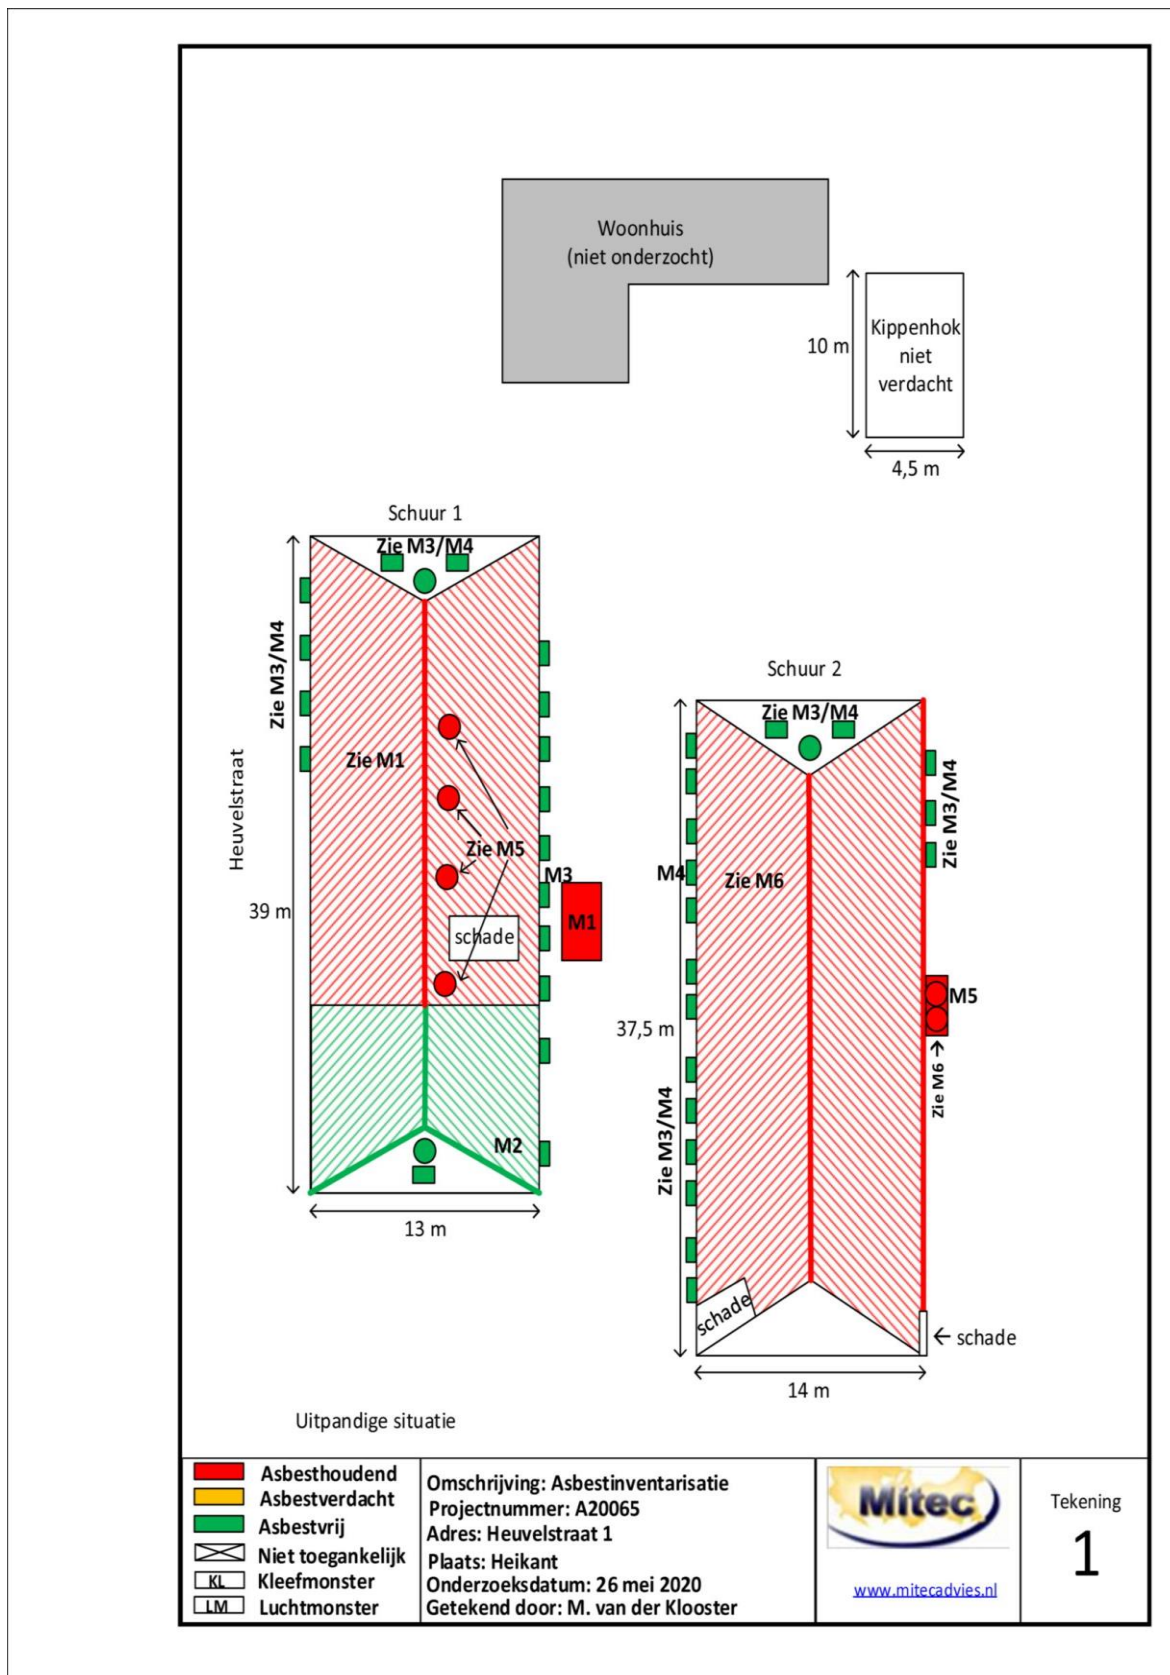 Woonhuis
(niet onderzocht)
Kippenhok
niet
verdacht
10 m
4,5 m
Schuur 1
Zie M3/M4
Zie M3/M4
Heuvelstraat
Zie M1
Zie M5
39 m
M3
M1
schade
M2
13 m
Schuur 2
Zie M3/M4
Zie M3/M4
M4
Zie M6
M5
Zie M6
37,5 m
Zie M3/M4
schade
schade
14 m
Uitpandige situatie
Asbesthoudend
Asbestverdacht
Asbestvrij
Niet toegankelijk
KL Kleefmonster
LM Luchtmonster
Omschrijving: Asbestinventarisatie
Projectnummer: A20065
Adres: Heuvelstraat 1
Plaats: Heikant
Onderzoeksdatum: 26 mei 2020
Getekend door: M. van der Klooster
Mitec
www.mitecadvies.nl
Tekening
1